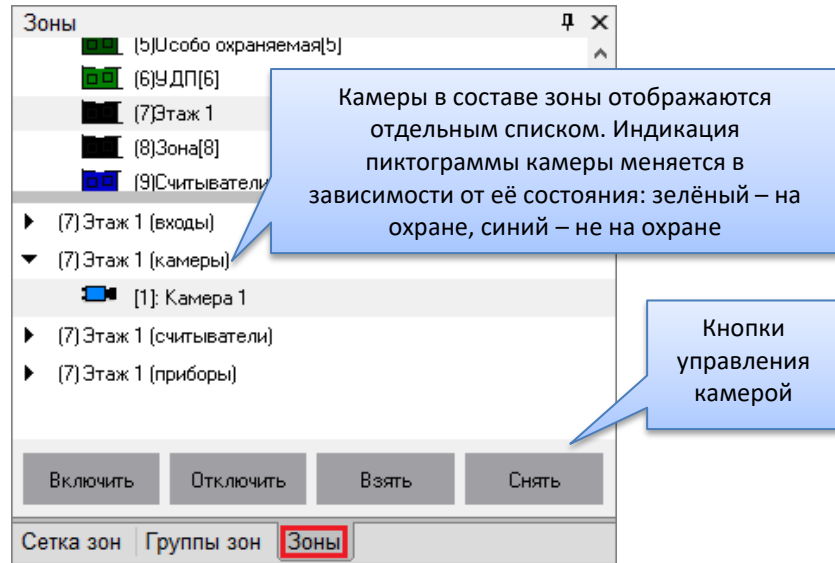 Зоны
(5)Особо охраняемая[5]
(6)УДП[6]
(7)Этаж 1
(8)Зона[8]
(9)Считыватели
Камеры в составе зоны отображаются
отдельным списком. Индикация
пиктограммы камеры меняется в
зависимости от её состояния: зелёный – на
охране, синий – не на охране
(7) Этаж 1 (входы)
(7) Этаж 1 (камеры)
[1]: Камера 1
(7) Этаж 1 (считыватели)
(7) Этаж 1 (приборы)
Кнопки
управления
камерой
Включить Отключить Взять Снять
Сетка зон Группы зон Зоны